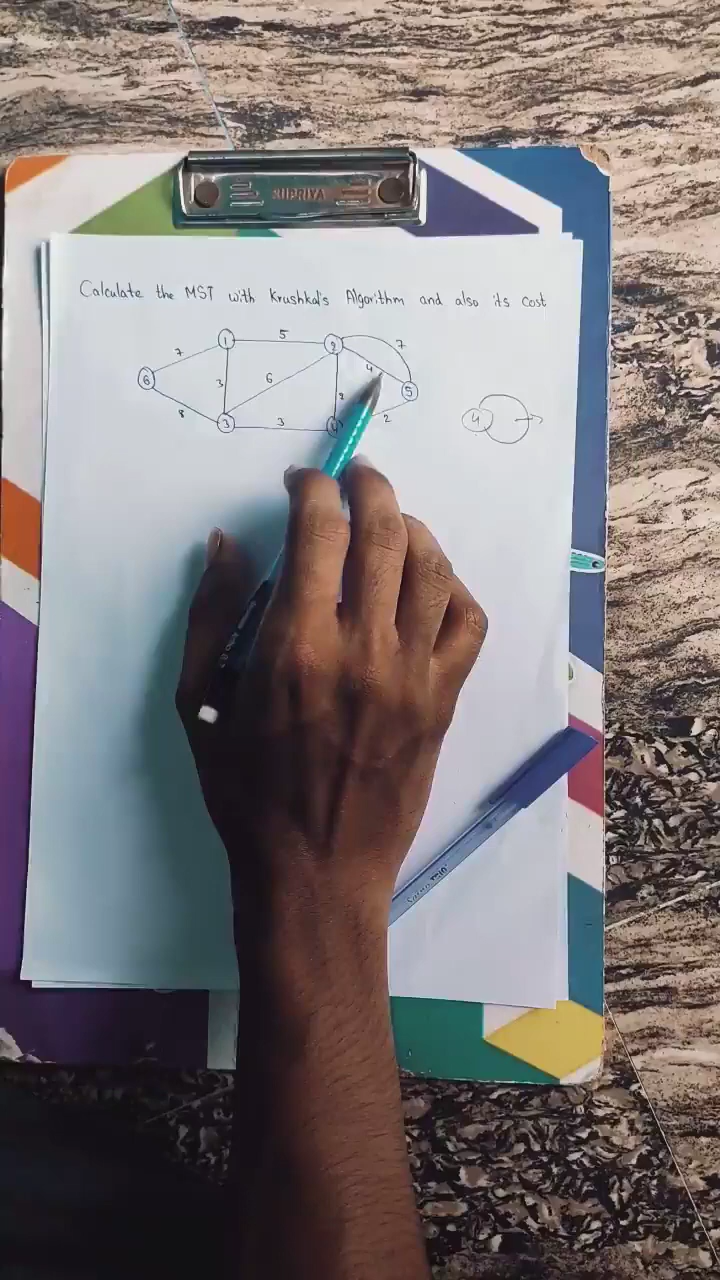 Calculate the MST with Krushkal's Algorithm and also its cost
1 5 2 7
7 4
6 3 6 2 5
8 2 4
3 3 4
SUPRIYA